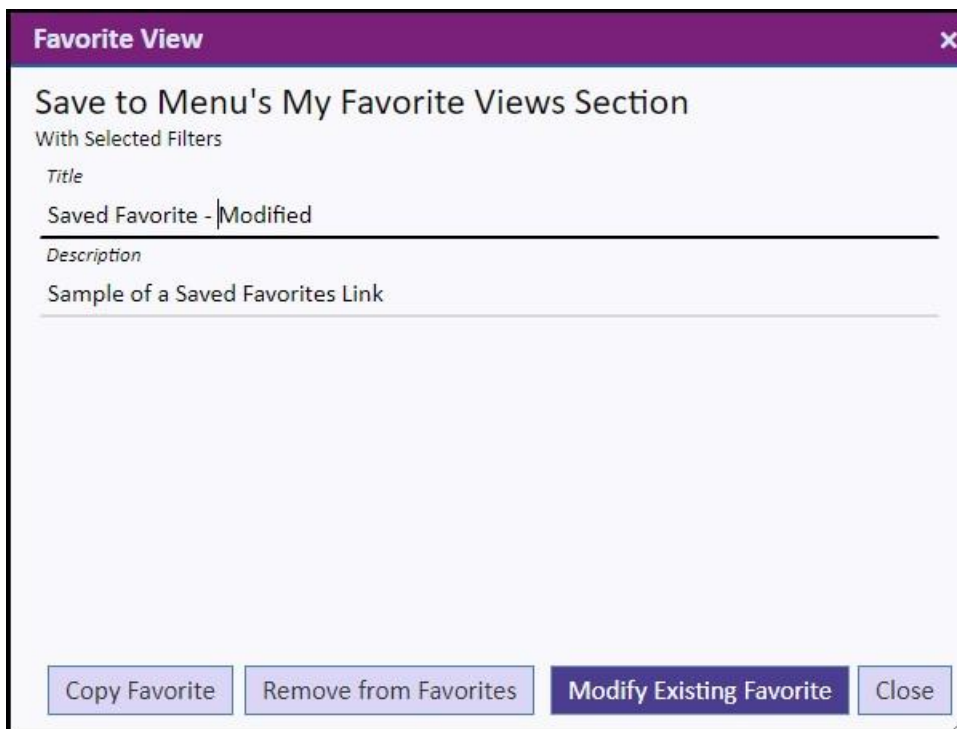 Favorite View
Save to Menu's My Favorite Views Section
With Selected Filters
Title
Saved Favorite - Modified
Description
Sample of a Saved Favorites Link
Copy Favorite Remove from Favorites Modify Existing Favorite Close